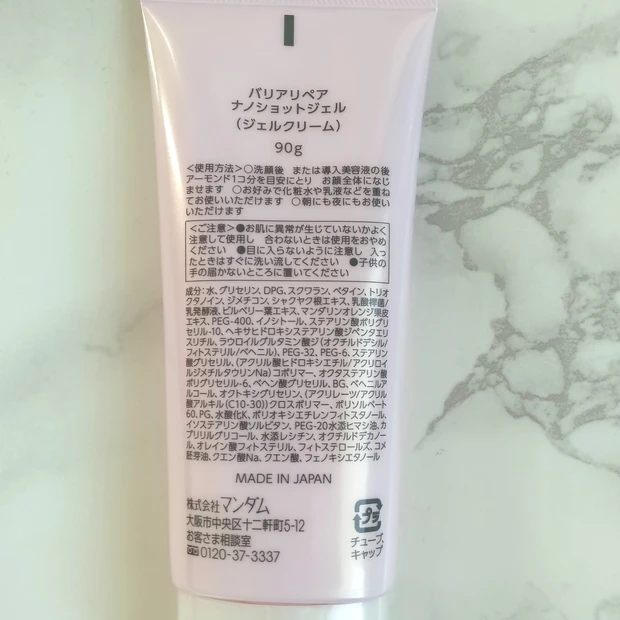 バリアリペア
ナノショットジェル
（ジェルクリーム）
90g
<使用方法>○洗顔後 または導入美容液の後
アーモンド1コ分を目安にとり お顔全体になじ
ませます ○お好みで化粧水や乳液などを重ね
てお使いいただけます ○朝にも夜にもお使い
いただけます
<ご注意>●お肌に異常が生じていないかよく
注意して使用し 合わないときは使用をおやめ
ください ●目に入らないように注意し 入っ
たときはすぐに洗い流してください ●子供の
手の届かないところに置いてください
成分：水、グリセリン、DPG、スクワラン、ベタイン、トリオ
クタノイン、ジメチコン、シャクヤク根エキス、乳酸桿菌/
乳発酵液、ビルベリー葉エキス、マンダリンオレンジ果皮
エキス、PEG-400、イノシトール、ステアリン酸ポリグリ
セリル-10、ヘキサヒドロキシステアリン酸ジペンタエリ
スリチル、ラウロイルグルタミン酸ジ(オクチルドデシル/
フィトステリル/ベヘニル)、PEG-32、PEG-6、ステアリン
酸グリセリル、(アクリル酸ヒドロキシエチル/アクリロイ
ルジメチルタウリンNa)コポリマー、オクタステアリン酸
ポリグリセリル-6、ベヘン酸グリセリル、BG、ベヘニルア
ルコール、オクトキシグリセリン、(アクリレーツ/アクリル
酸アルキル(C10-30))クロスポリマー、ポリソルベート
60、PG、水酸化K、ポリオキシエチレンフィトスタノール、
イソステアリン酸ソルビタン、PEG-20水添ヒマシ油、カ
プリリルグリコール、水添レシチン、オクチルドデカノー
ル、オレイン酸フィトステリル、フィトステロールズ、コメ
胚芽油、クエン酸Na、クエン酸、フェノキシエタノール
MADE IN JAPAN
株式会社 マンダム
大阪市中央区十二軒町5-12
お客さま相談室
0120-37-3337
プラ
チューブ、
キャップ